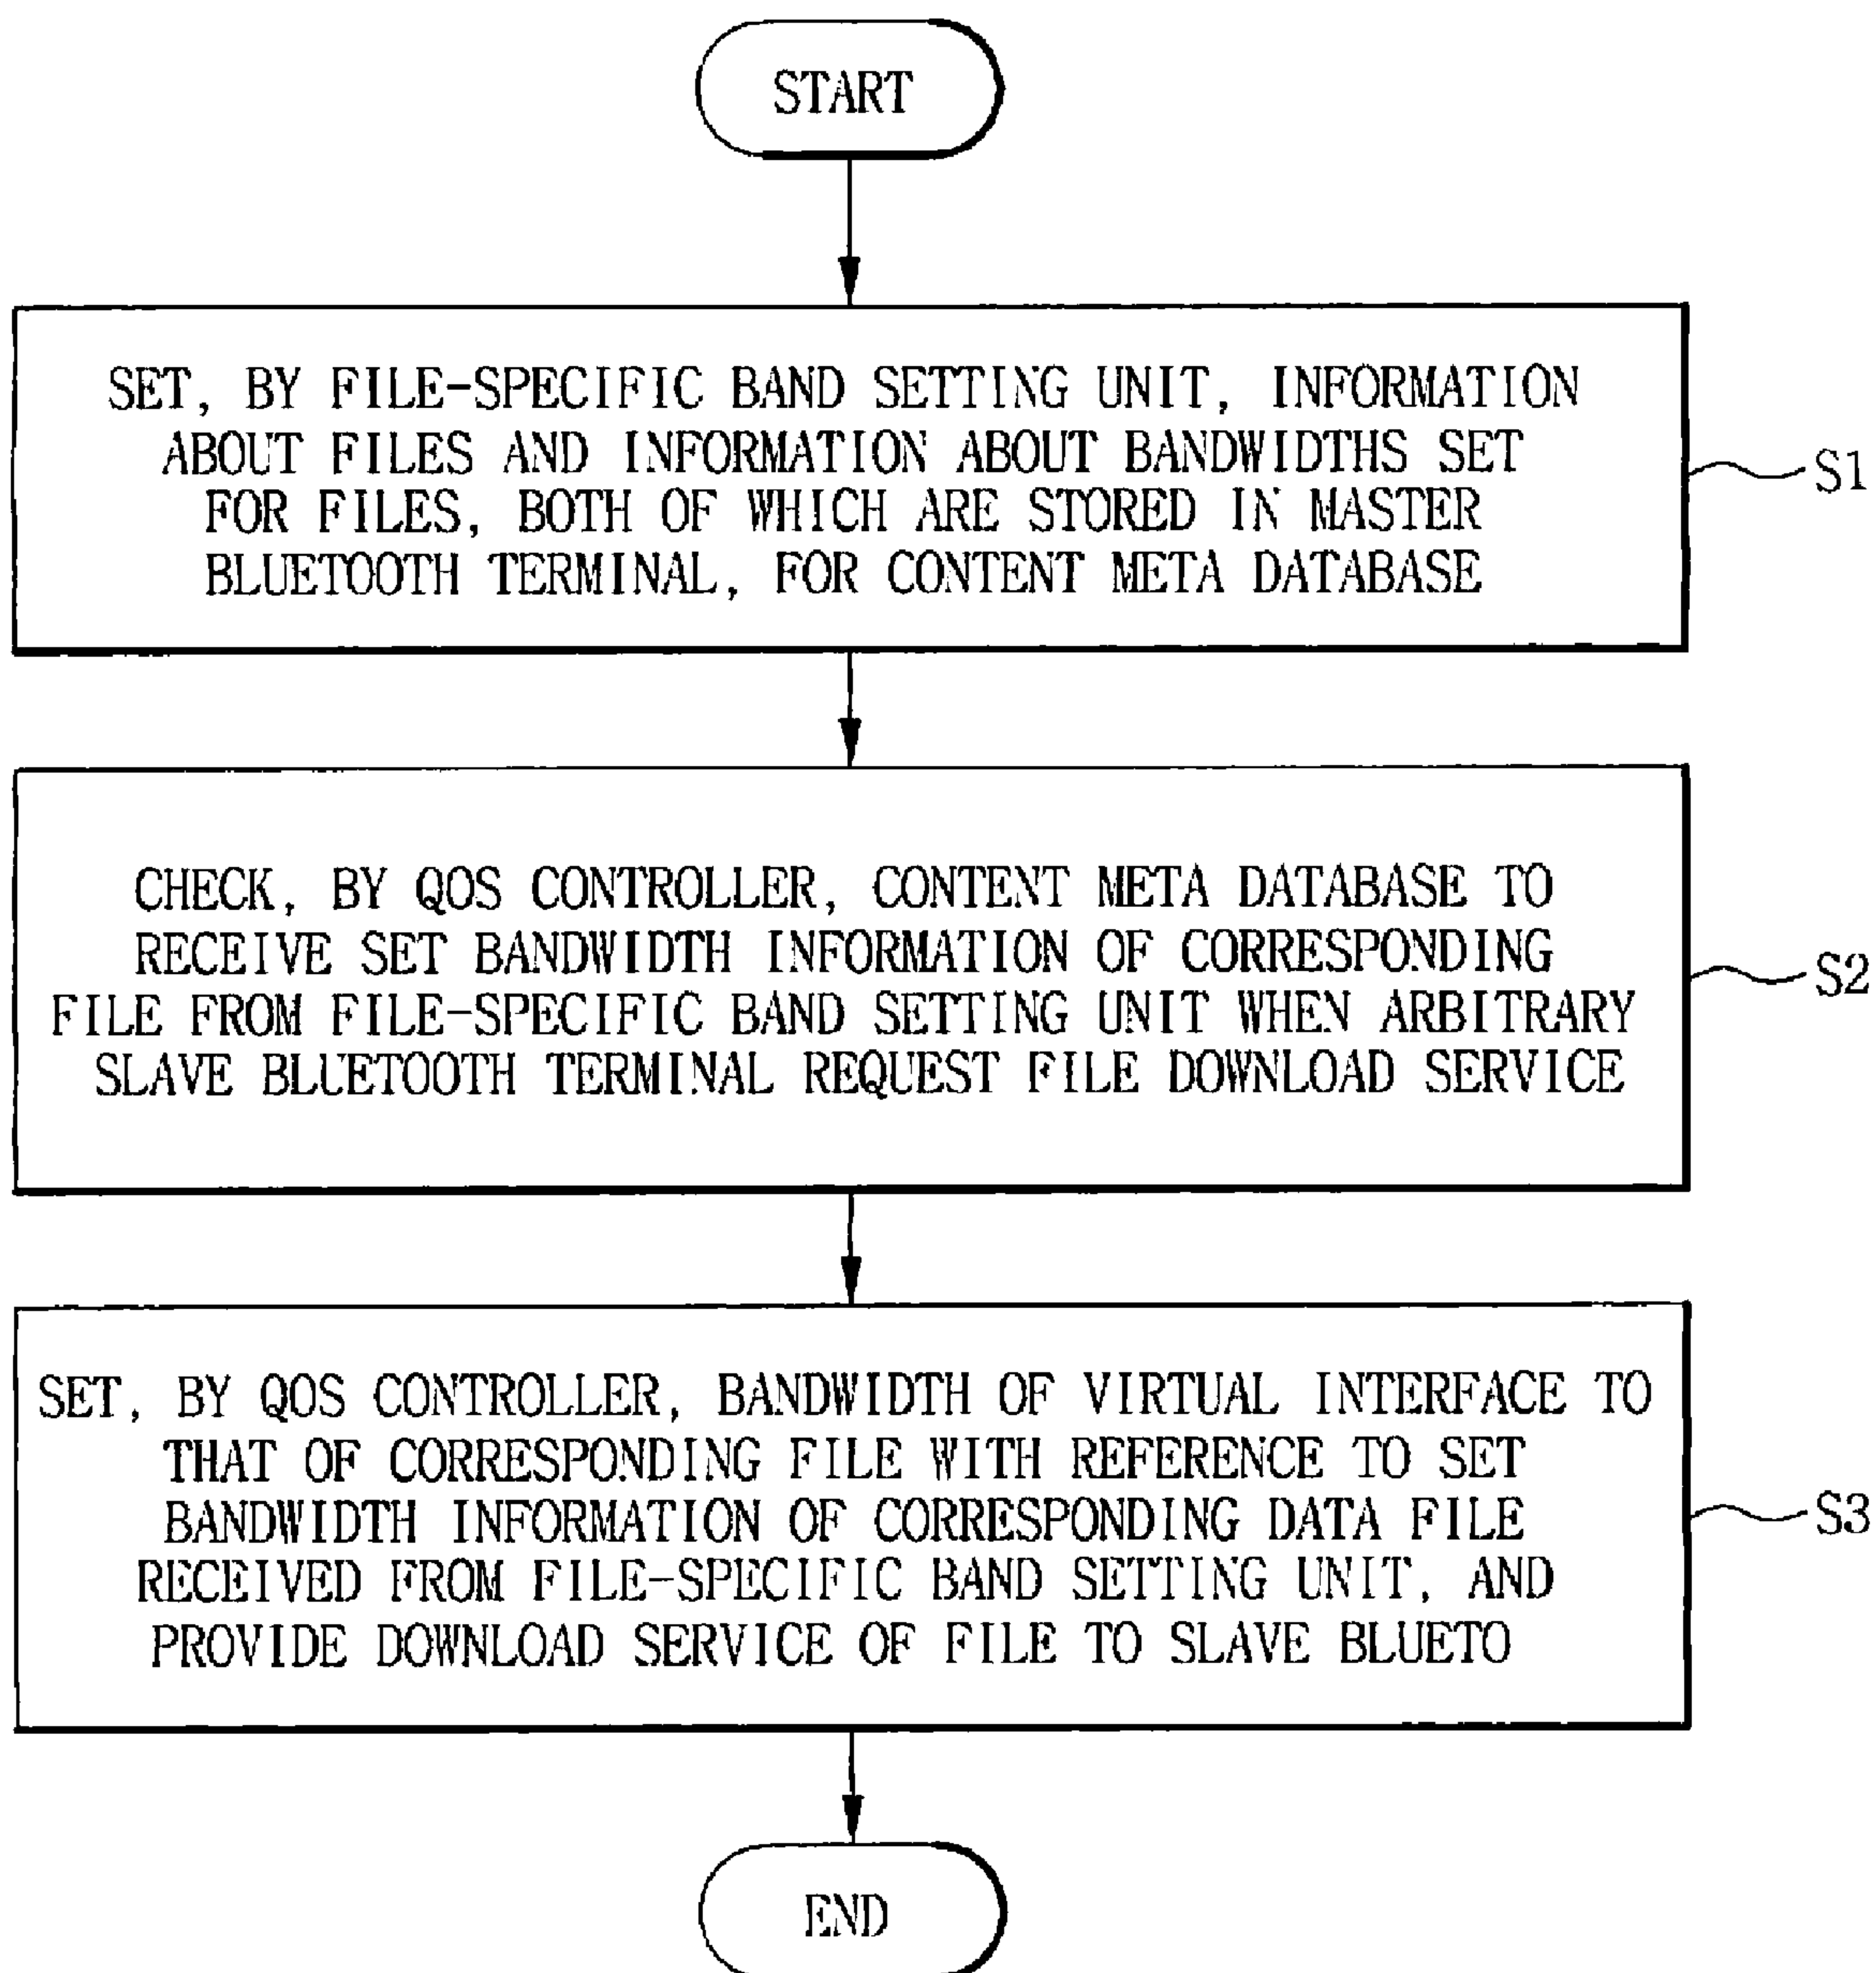 START
SET, BY FILE-SPECIFIC BAND SETTING UNIT, INFORMATION
ABOUT FILES AND INFORMATION ABOUT BANDWIDTHS SET
FOR FILES, BOTH OF WHICH ARE STORED IN MASTER
BLUETOOTH TERMINAL, FOR CONTENT META DATABASE
S1
CHECK, BY QOS CONTROLLER, CONTENT META DATABASE TO
RECEIVE SET BANDWIDTH INFORMATION OF CORRESPONDING
FILE FROM FILE-SPECIFIC BAND SETTING UNIT WHEN ARBITRARY
SLAVE BLUETOOTH TERMINAL REQUEST FILE DOWNLOAD SERVICE
S2
SET, BY QOS CONTROLLER, BANDWIDTH OF VIRTUAL INTERFACE TO
THAT OF CORRESPONDING FILE WITH REFERENCE TO SET
BANDWIDTH INFORMATION OF CORRESPONDING DATA FILE
RECEIVED FROM FILE-SPECIFIC BAND SETTING UNIT, AND
PROVIDE DOWNLOAD SERVICE OF FILE TO SLAVE BLUETO
S3
END